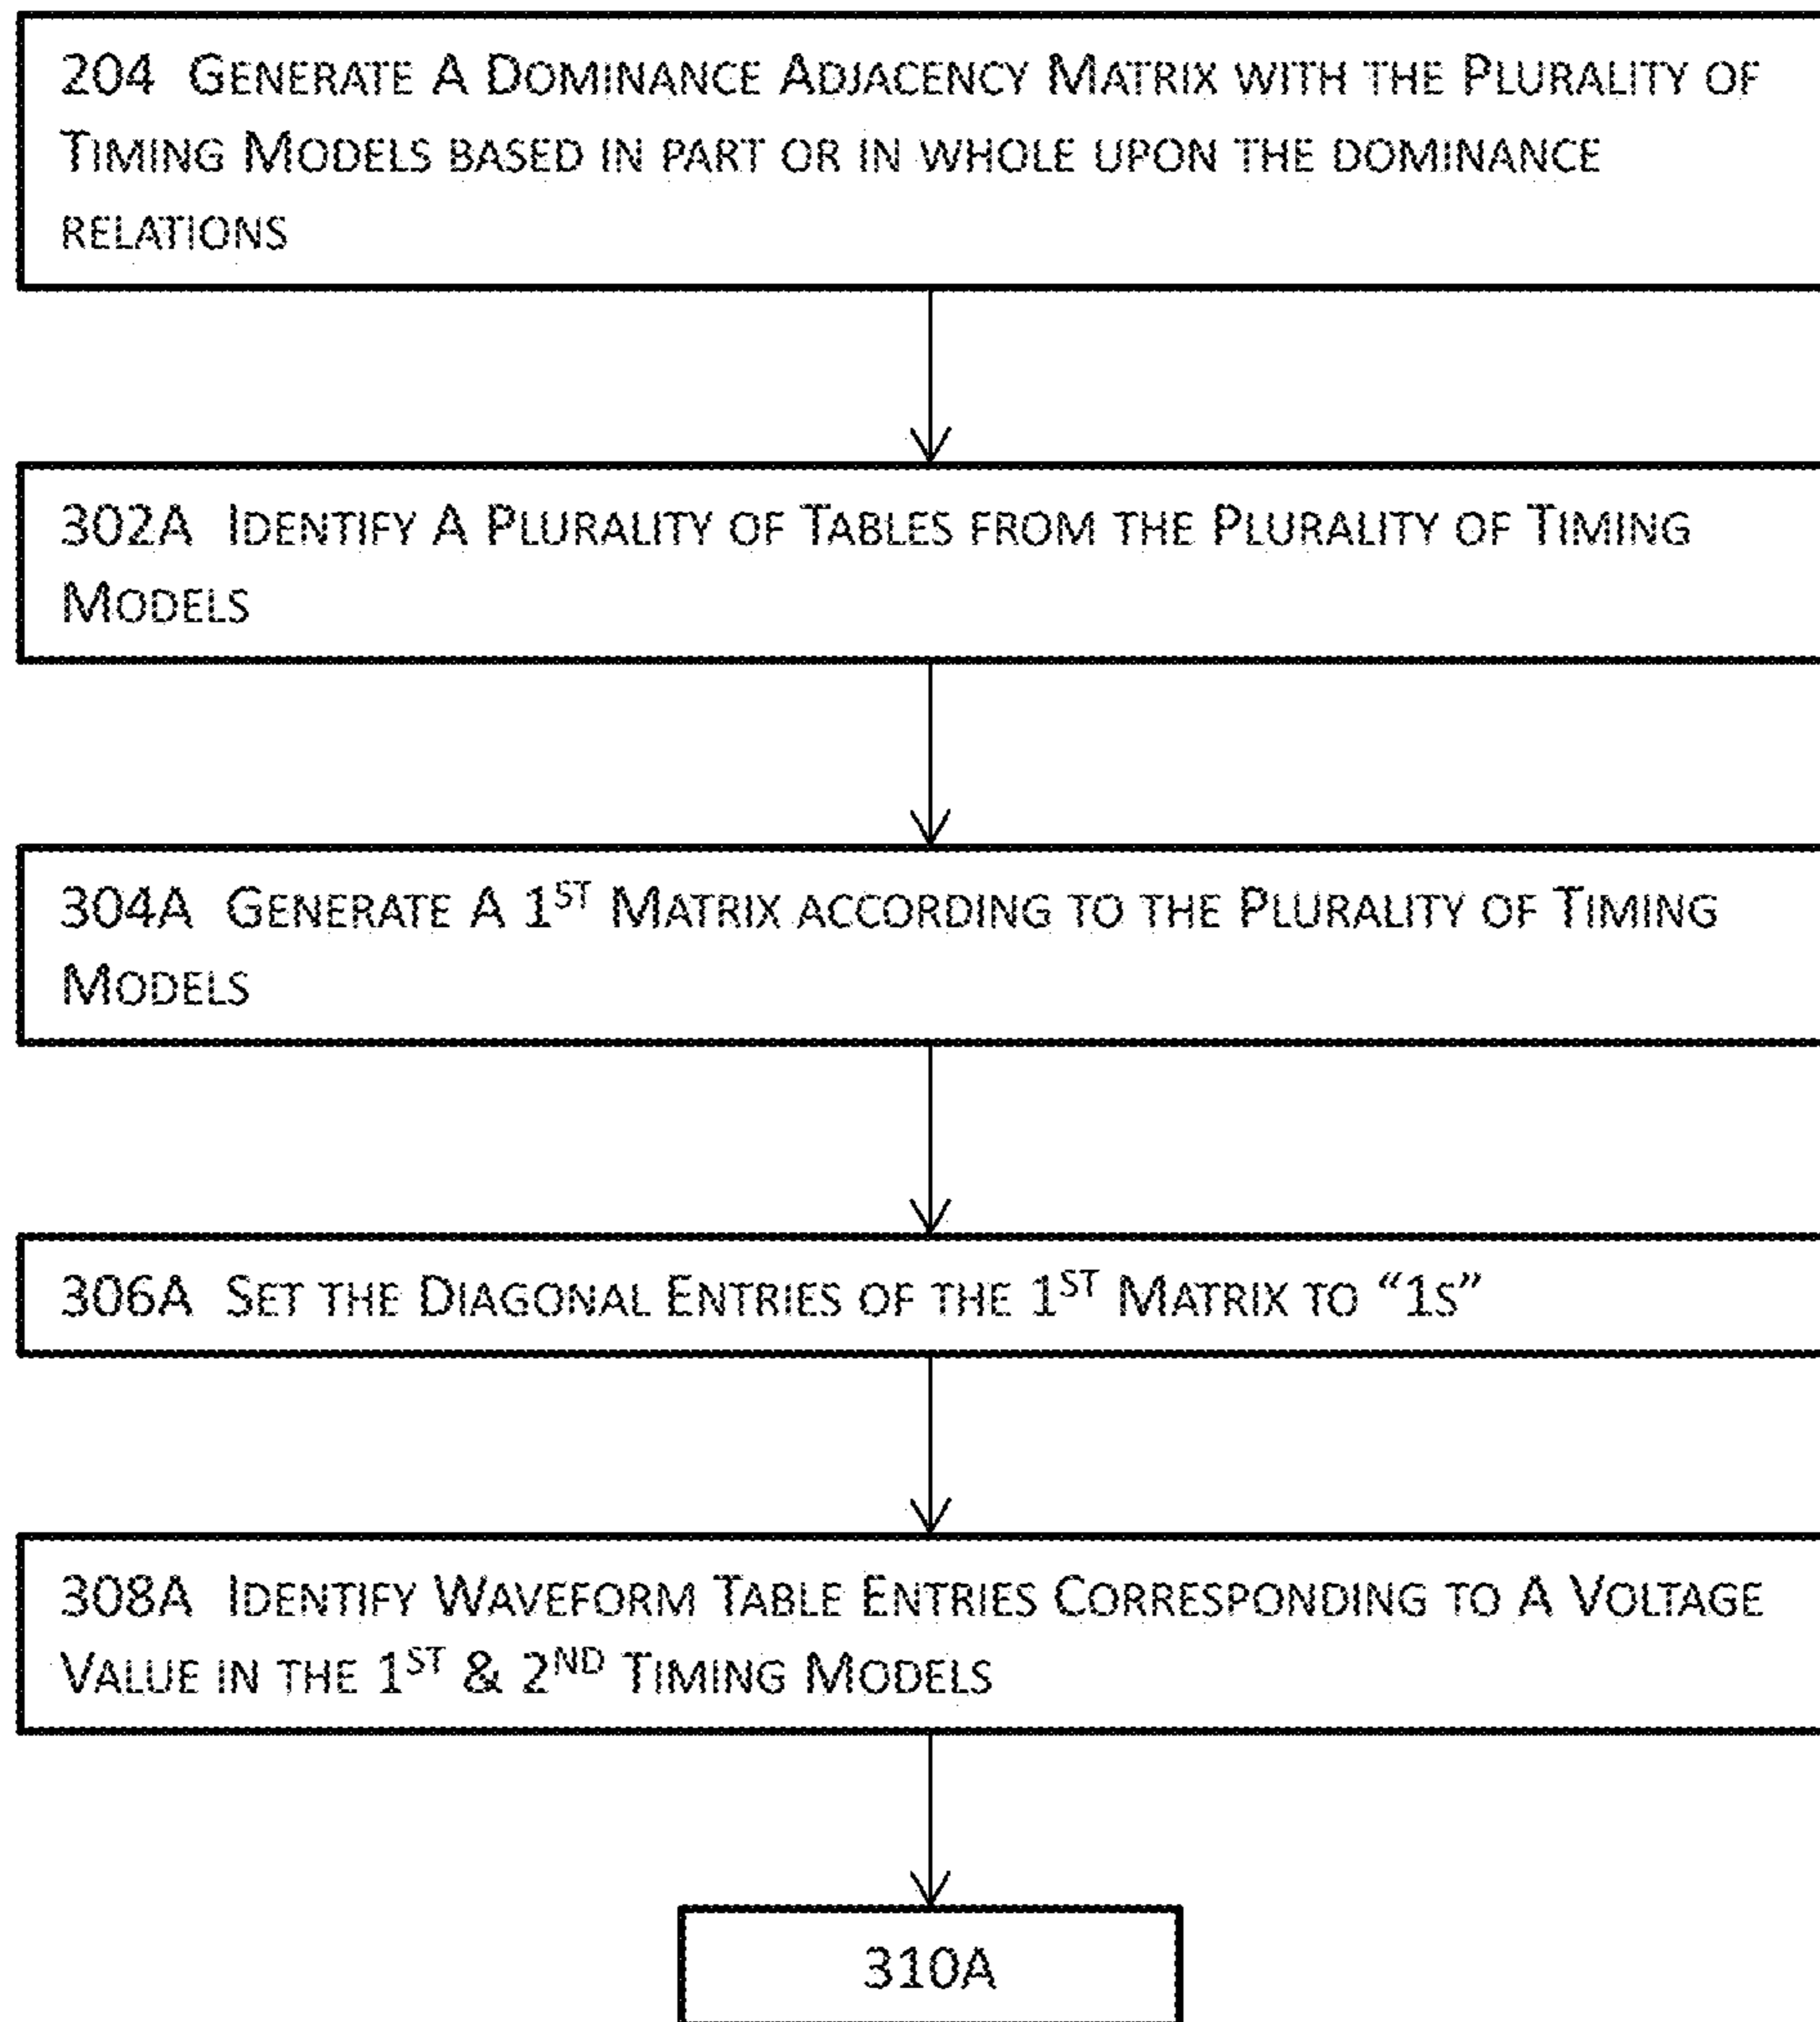 204 GENERATE A DOMINANCE ADJACENCY MATRIX WITH THE PLURALITY OF
TIMING MODELS BASED IN PART OR IN WHOLE UPON THE DOMINANCE
RELATIONS
302A IDENTIFY A PLURALITY OF TABLES FROM THE PLURALITY OF TIMING
MODELS
304A GENERATE A 1ST MATRIX ACCORDING TO THE PLURALITY OF TIMING
MODELS
306A SET THE DIAGONAL ENTRIES OF THE 1ST MATRIX TO “1S”
308A IDENTIFY WAVEFORM TABLE ENTRIES CORRESPONDING TO A VOLTAGE
VALUE IN THE 1ST & 2ND TIMING MODELS
310A